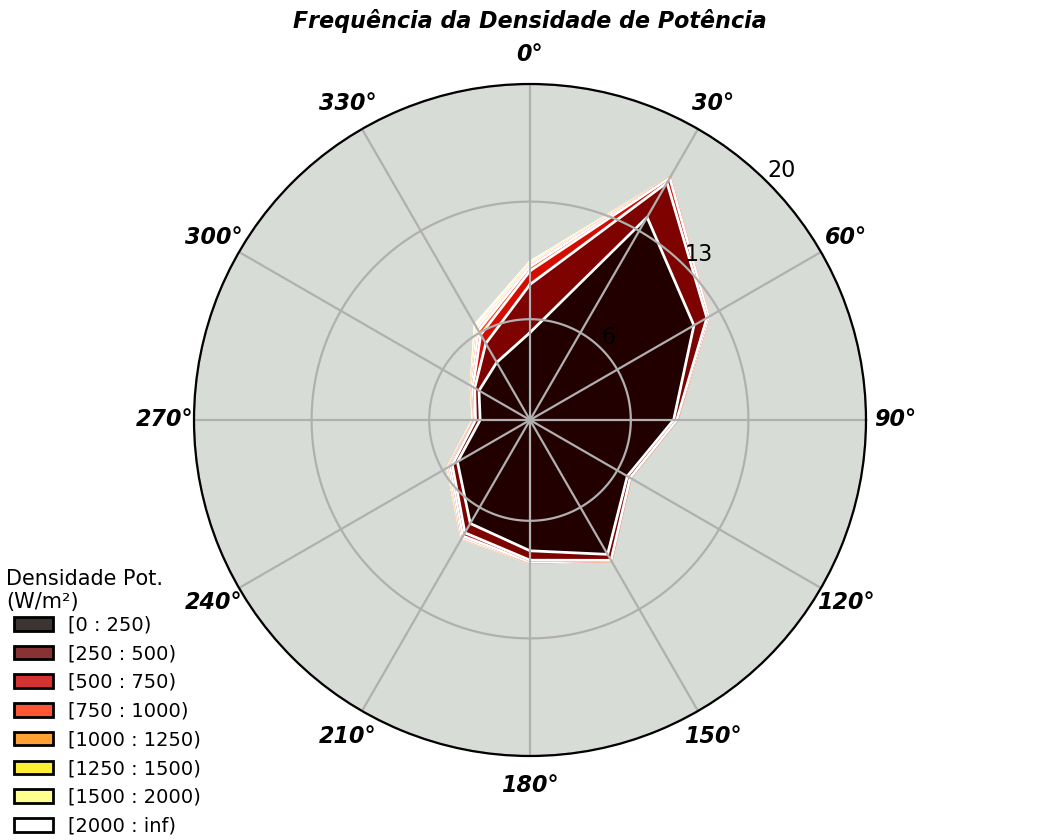 Frequência da Densidade de Potência
0°
30°
60°
90°
120°
150°
180°
210°
240°
270°
300°
330°
20
13
6
Densidade Pot.
(W/m²)
[0 : 250)
[250 : 500)
[500 : 750)
[750 : 1000)
[1000 : 1250)
[1250 : 1500)
[1500 : 2000)
[2000 : inf)